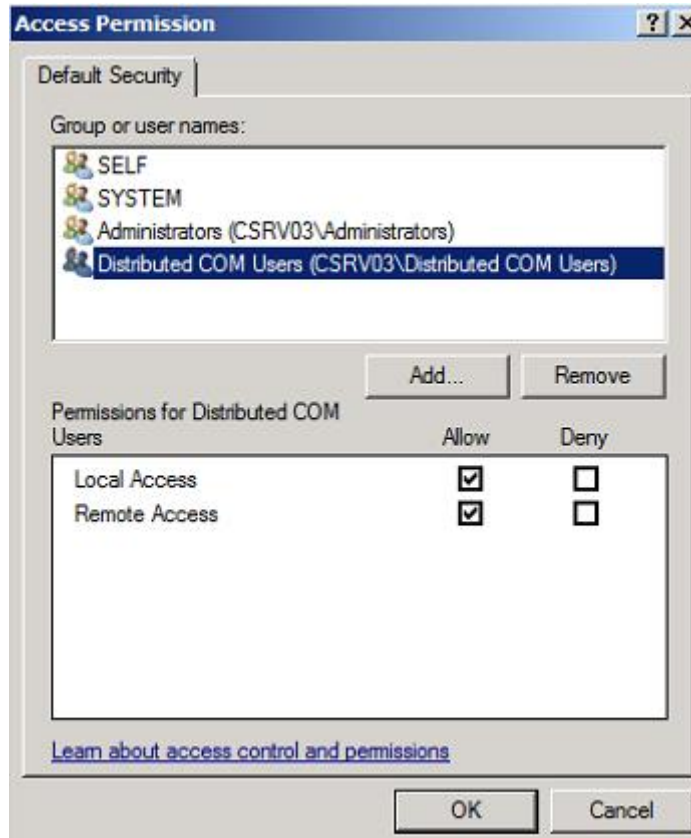 Access Permission
Default Security
Group or user names:
SELF
SYSTEM
Administrators (CSRV03\Administrators)
Distributed COM Users (CSRV03\Distributed COM Users)
Add... Remove
Permissions for Distributed COM
Users Allow Deny
Local Access
Remote Access
Learn about access control and permissions
OK Cancel